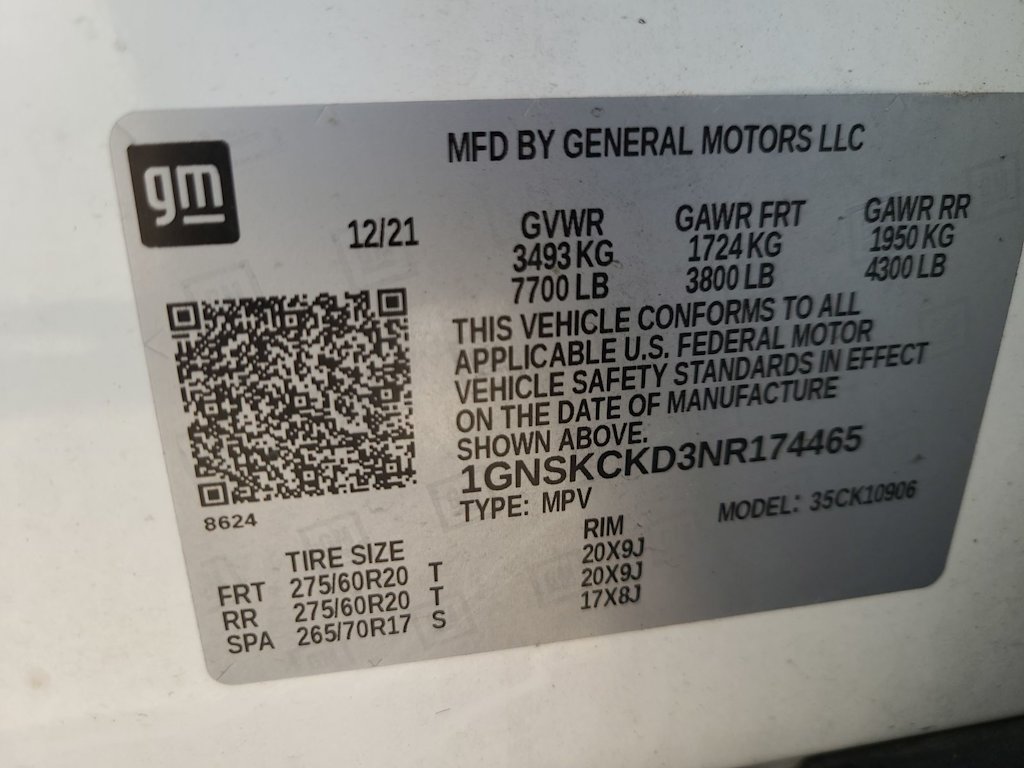 gm
MFD BY GENERAL MOTORS LLC
12/21
GVWR GAWR FRT GAWR RR
3493 KG 1724 KG 1950 KG
7700 LB 3800 LB 4300 LB
THIS VEHICLE CONFORMS TO ALL
APPLICABLE U.S. FEDERAL MOTOR
VEHICLE SAFETY STANDARDS IN EFFECT
ON THE DATE OF MANUFACTURE
SHOWN ABOVE.
1GNSKCKD3NR174465
TYPE: MPV MODEL: 35CK10906
8624
TIRE SIZE RIM
FRT 275/60R20 T 20X9J
RR 275/60R20 T 20X9J
SPA 265/70R17 S 17X8J